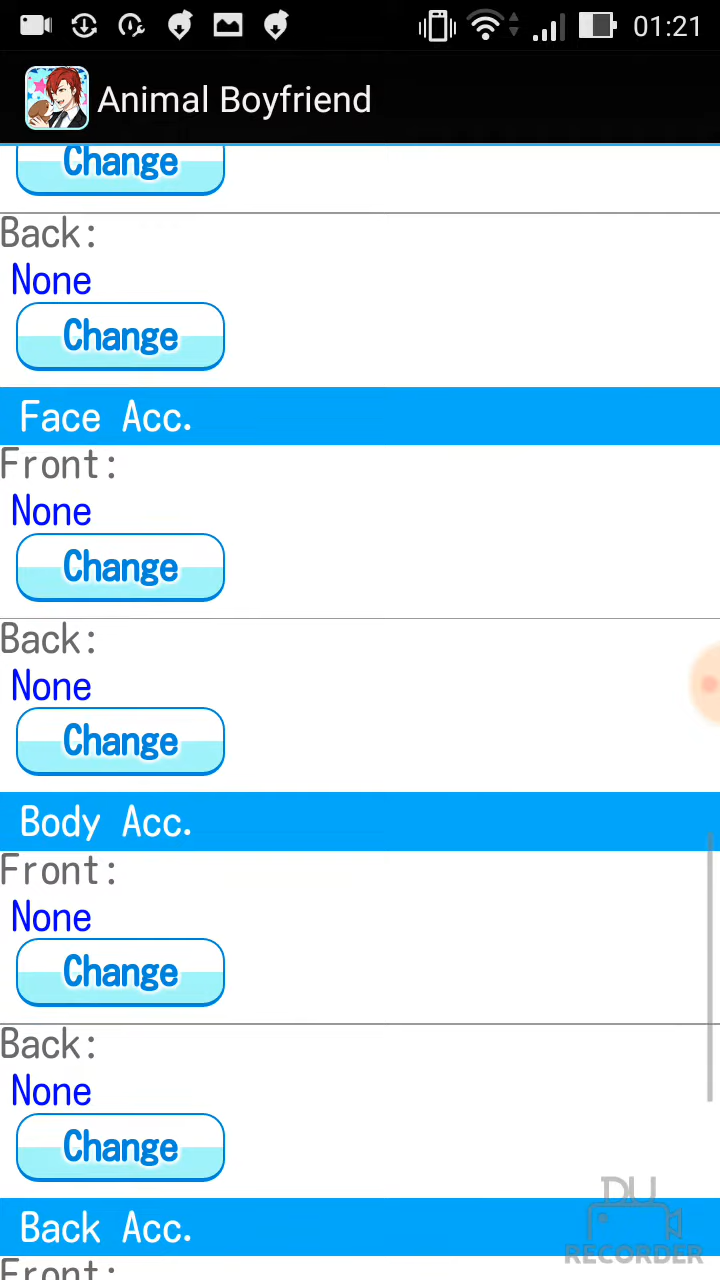 01:21
Animal Boyfriend
Change
Back:
None
Change
Face Acc.
Front:
None
Change
Back:
None
Change
Body Acc.
Front:
None
Change
Back:
None
Change
Back Acc.
Front:
DU
RECORDER